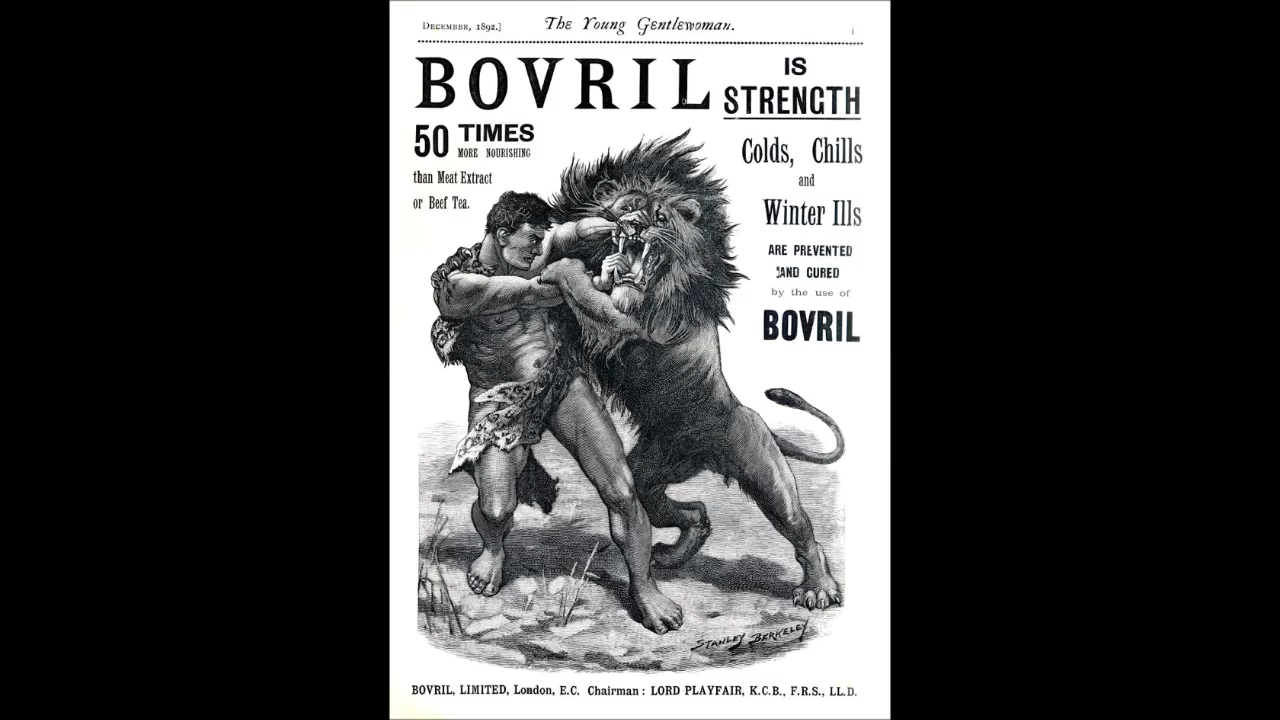 DECEMBER, 1892.] The Young Gentlewoman. i
BOVRIL IS
STRENGTH
50 TIMES
MORE NOURISHING
than Meat Extract
or Beef Tea.
Colds, Chills
and
Winter Ills
ARE PREVENTED
AND CURED
by the use of
BOVRIL
STANLEY BERKELEY
BOVRIL, LIMITED, London, E.C. Chairman: LORD PLAYFAIR, K.C.B., F.R.S., LL.D.